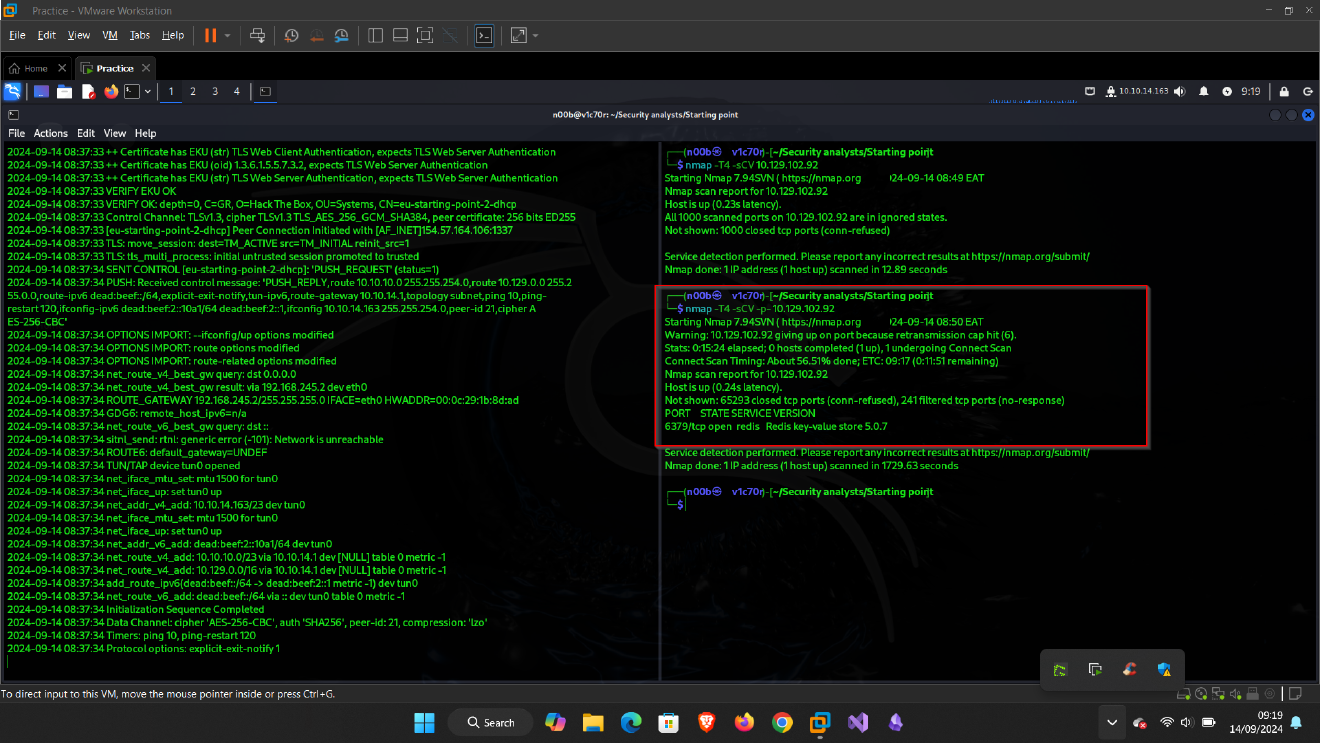 Practice - VMware Workstation
File Edit View VM Tabs Help
Home Practice
1 2 3 4 10.10.14.163 9:19
n00b@v1c70r: ~/Security analysts/Starting point
File Actions Edit View Help
2024-09-14 08:37:33 ++ Certificate has EKU (str) TLS Web Client Authentication, expects TLS Web Server Authentication
2024-09-14 08:37:33 ++ Certificate has EKU (oid) 1.3.6.1.5.5.7.3.2, expects TLS Web Server Authentication
2024-09-14 08:37:33 ++ Certificate has EKU (str) TLS Web Server Authentication, expects TLS Web Server Authentication
2024-09-14 08:37:33 VERIFY EKU OK
2024-09-14 08:37:33 VERIFY OK: depth=0, C=GR, O=Hack The Box, OU=Systems, CN=eu-starting-point-2-dhcp
2024-09-14 08:37:33 Control Channel: TLSv1.3, cipher TLSv1.3 TLS_AES_256_GCM_SHA384, peer certificate: 256 bits ED255
2024-09-14 08:37:33 [eu-starting-point-2-dhcp] Peer Connection Initiated with [AF_INET]154.57.164.106:1337
2024-09-14 08:37:33 TLS: move_session: dest=TM_ACTIVE src=TM_INITIAL reinit_src=1
2024-09-14 08:37:33 TLS: tls_multi_process: initial untrusted session promoted to trusted
2024-09-14 08:37:34 SENT CONTROL [eu-starting-point-2-dhcp]: 'PUSH_REQUEST' (status=1)
2024-09-14 08:37:34 PUSH: Received control message: 'PUSH_REPLY,route 10.10.10.0 255.255.254.0,route 10.129.0.0 255.2
55.0.0,route-ipv6 dead:beef::/64,explicit-exit-notify,tun-ipv6,route-gateway 10.10.14.1,topology subnet,ping 10,ping-
restart 120,ifconfig-ipv6 dead:beef:2::10a1/64 dead:beef:2::1,ifconfig 10.10.14.163 255.255.254.0,peer-id 21,cipher A
ES-256-CBC'
2024-09-14 08:37:34 OPTIONS IMPORT: --ifconfig/up options modified
2024-09-14 08:37:34 OPTIONS IMPORT: route options modified
2024-09-14 08:37:34 OPTIONS IMPORT: route-related options modified
2024-09-14 08:37:34 net_route_v4_best_gw query: dst 0.0.0.0
2024-09-14 08:37:34 net_route_v4_best_gw result: via 192.168.245.2 dev eth0
2024-09-14 08:37:34 ROUTE_GATEWAY 192.168.245.2/255.255.255.0 IFACE=eth0 HWADDR=00:0c:29:1b:8d:ad
2024-09-14 08:37:34 GDG6: remote_host_ipv6=n/a
2024-09-14 08:37:34 net_route_v6_best_gw query: dst ::
2024-09-14 08:37:34 sitnl_send: rtnl: generic error (-101): Network is unreachable
2024-09-14 08:37:34 ROUTE6: default_gateway=UNDEF
2024-09-14 08:37:34 TUN/TAP device tun0 opened
2024-09-14 08:37:34 net_iface_mtu_set: mtu 1500 for tun0
2024-09-14 08:37:34 net_iface_up: set tun0 up
2024-09-14 08:37:34 net_addr_v4_add: 10.10.14.163/23 dev tun0
2024-09-14 08:37:34 net_iface_mtu_set: mtu 1500 for tun0
2024-09-14 08:37:34 net_iface_up: set tun0 up
2024-09-14 08:37:34 net_addr_v6_add: dead:beef:2::10a1/64 dev tun0
2024-09-14 08:37:34 net_route_v4_add: 10.10.10.0/23 via 10.10.14.1 dev [NULL] table 0 metric -1
2024-09-14 08:37:34 net_route_v4_add: 10.129.0.0/16 via 10.10.14.1 dev [NULL] table 0 metric -1
2024-09-14 08:37:34 add_route_ipv6(dead:beef::/64 -> dead:beef:2::1 metric -1) dev tun0
2024-09-14 08:37:34 net_route_v6_add: dead:beef::/64 via :: dev tun0 table 0 metric -1
2024-09-14 08:37:34 Initialization Sequence Completed
2024-09-14 08:37:34 Data Channel: cipher 'AES-256-CBC', auth 'SHA256', peer-id: 21, compression: 'lzo'
2024-09-14 08:37:34 Timers: ping 10, ping-restart 120
2024-09-14 08:37:34 Protocol options: explicit-exit-notify 1
(n00b㉿ v1c70r)-[~/Security analysts/Starting point
$ nmap -T4 -sCV 10.129.102.92
Starting Nmap 7.94SVN ( https://nmap.org 024-09-14 08:49 EAT
Nmap scan report for 10.129.102.92
Host is up (0.23s latency).
All 1000 scanned ports on 10.129.102.92 are in ignored states.
Not shown: 1000 closed tcp ports (conn-refused)
Service detection performed. Please report any incorrect results at https://nmap.org/submit/
Nmap done: 1 IP address (1 host up) scanned in 12.89 seconds
(n00b㉿ v1c70r)-[~/Security analysts/Starting point
$ nmap -T4 -sCV -p- 10.129.102.92
Starting Nmap 7.94SVN ( https://nmap.org 024-09-14 08:50 EAT
Warning: 10.129.102.92 giving up on port because retransmission cap hit (6).
Stats: 0:15:24 elapsed; 0 hosts completed (1 up), 1 undergoing Connect Scan
Connect Scan Timing: About 56.51% done; ETC: 09:17 (0:11:51 remaining)
Nmap scan report for 10.129.102.92
Host is up (0.24s latency).
Not shown: 65293 closed tcp ports (conn-refused), 241 filtered tcp ports (no-response)
PORT STATE SERVICE VERSION
6379/tcp open redis Redis key-value store 5.0.7
Service detection performed. Please report any incorrect results at https://nmap.org/submit/
Nmap done: 1 IP address (1 host up) scanned in 1729.63 seconds
(n00b㉿ v1c70r)-[~/Security analysts/Starting point
$
To direct input to this VM, move the mouse pointer inside or press Ctrl+G.
Search
09:19
14/09/2024